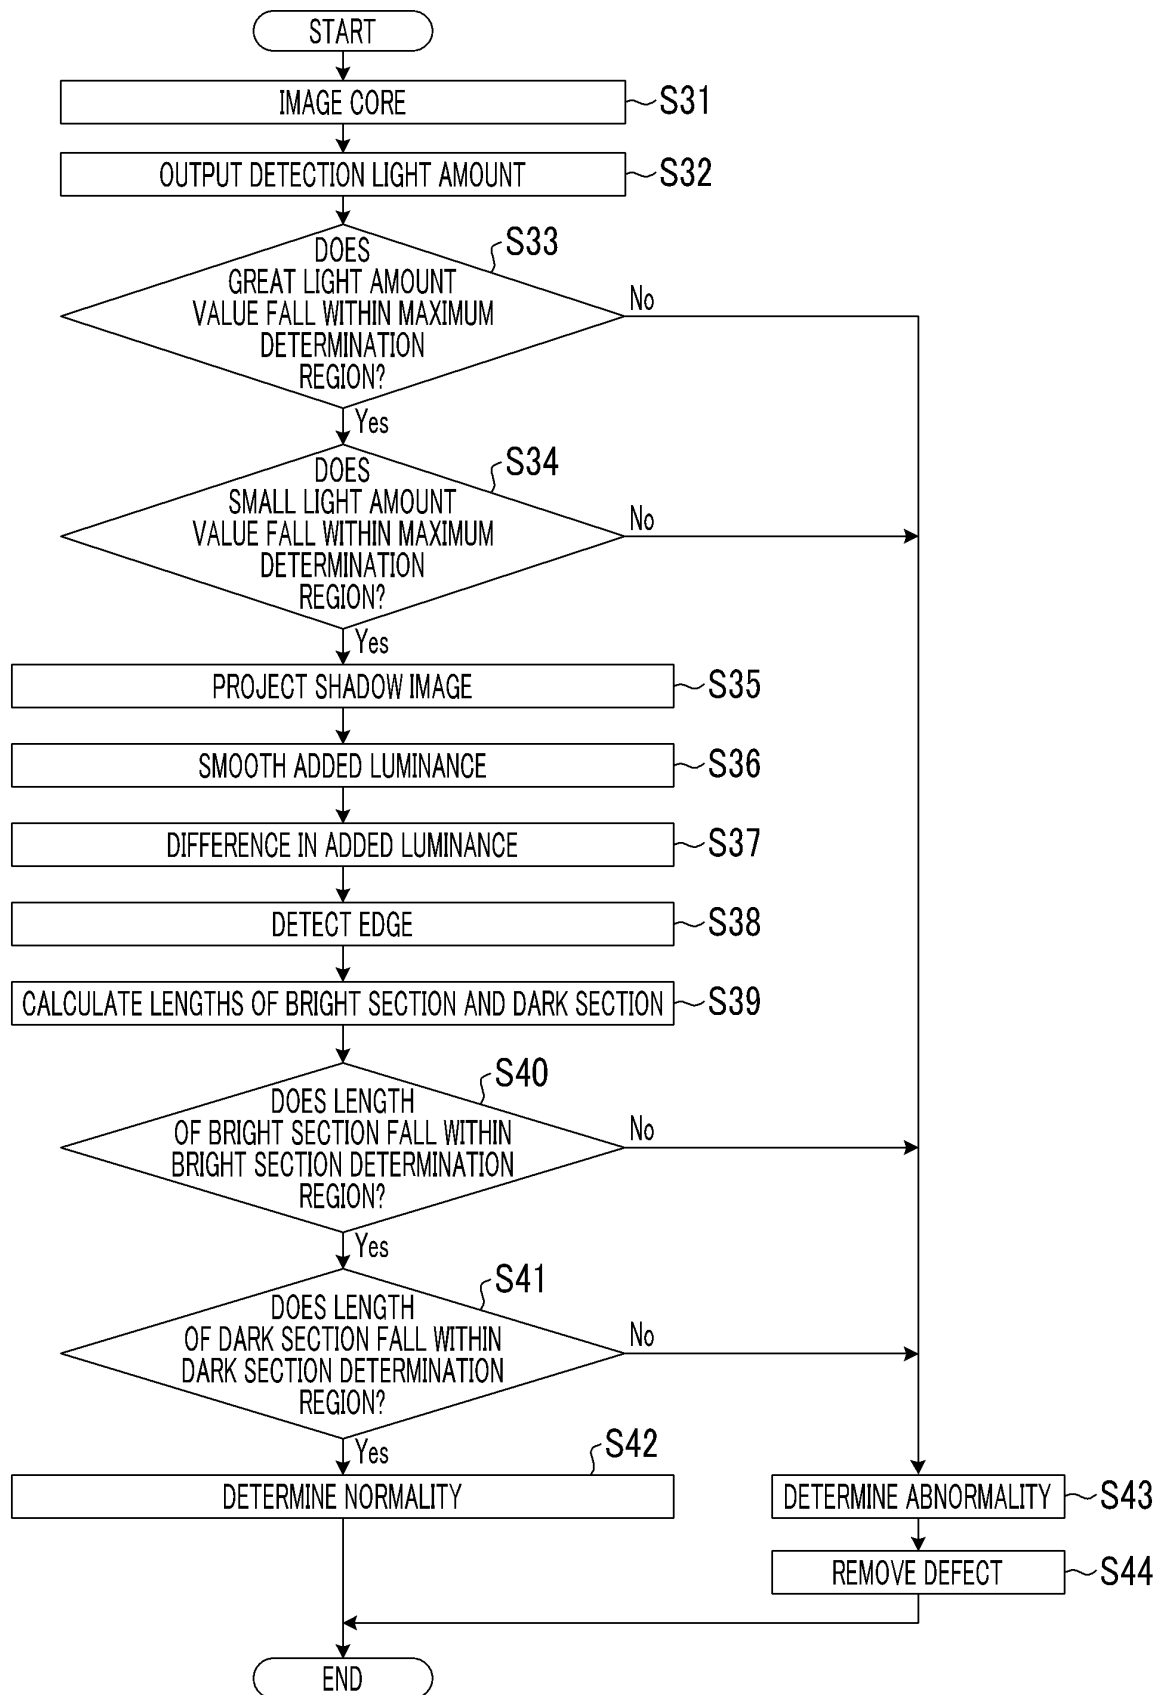 START
IMAGE CORE
S31
OUTPUT DETECTION LIGHT AMOUNT
S32
DOES
GREAT LIGHT AMOUNT
VALUE FALL WITHIN MAXIMUM
DETERMINATION
REGION?
S33
No
Yes
DOES
SMALL LIGHT AMOUNT
VALUE FALL WITHIN MAXIMUM
DETERMINATION
REGION?
S34
No
Yes
PROJECT SHADOW IMAGE
S35
SMOOTH ADDED LUMINANCE
S36
DIFFERENCE IN ADDED LUMINANCE
S37
DETECT EDGE
S38
CALCULATE LENGTHS OF BRIGHT SECTION AND DARK SECTION
S39
DOES LENGTH
OF BRIGHT SECTION FALL WITHIN
BRIGHT SECTION DETERMINATION
REGION?
S40
No
Yes
DOES LENGTH
OF DARK SECTION FALL WITHIN
DARK SECTION DETERMINATION
REGION?
S41
No
Yes
DETERMINE NORMALITY
S42
DETERMINE ABNORMALITY
S43
REMOVE DEFECT
S44
END